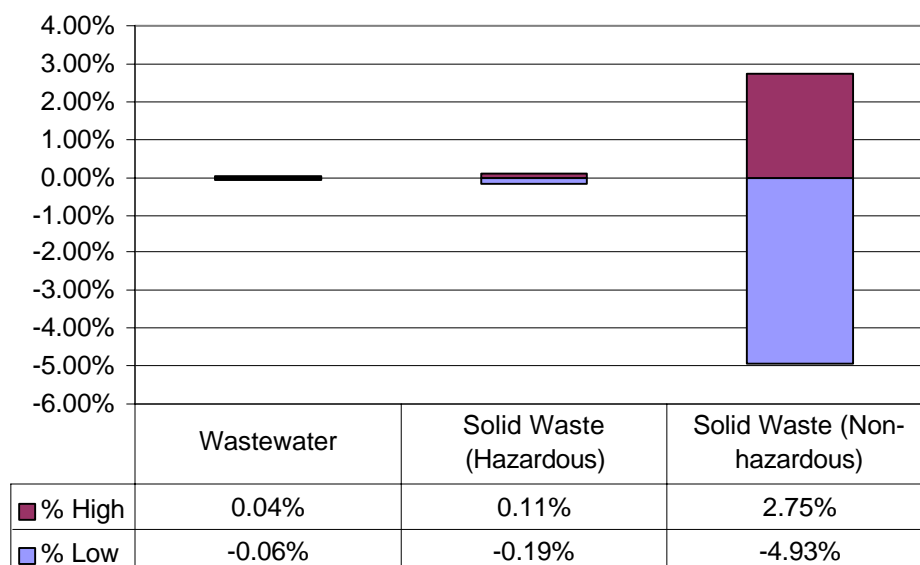 4.00%
3.00%
2.00%
1.00%
0.00%
-1.00%
-2.00%
-3.00%
-4.00%
-5.00%
-6.00%
Wastewater
Solid Waste
(Hazardous)
Solid Waste (Non-
hazardous)
% High 0.04% 0.11% 2.75%
% Low -0.06% -0.19% -4.93%